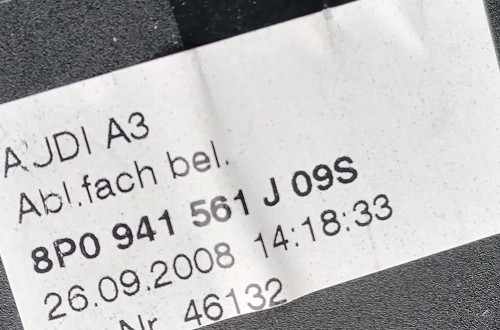 AUDI A3
Abl.fach bel.
8P0 941 561 J 09S
26.09.2008 14:18:33
Nr. 46132